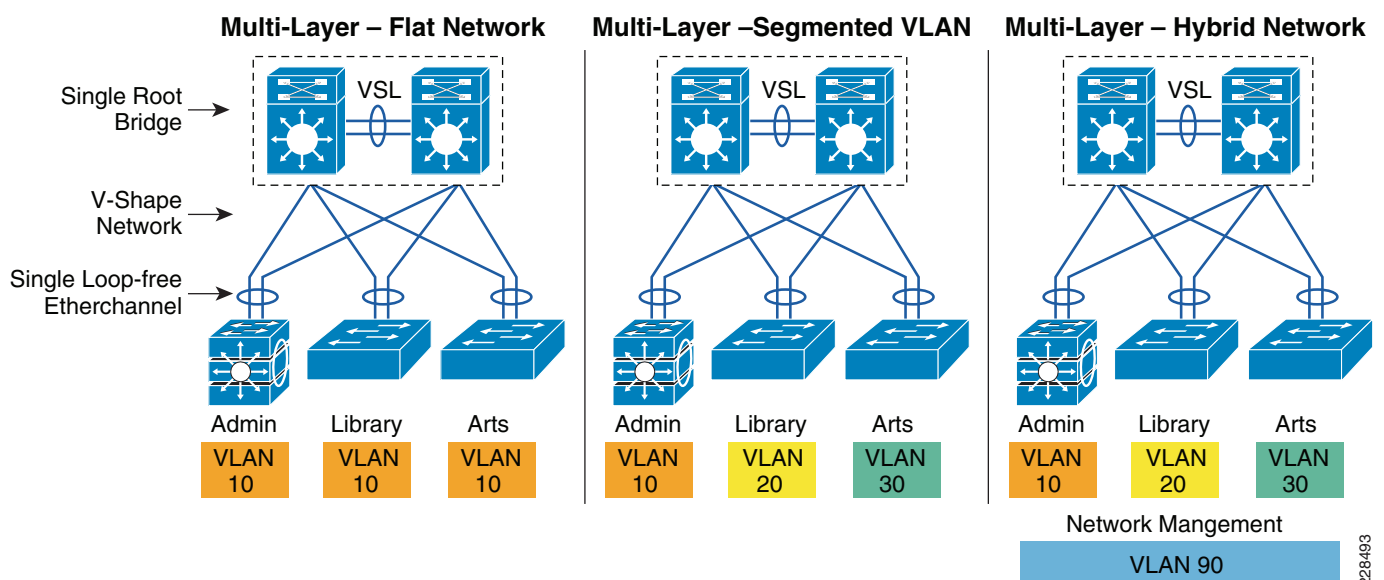 Multi-Layer – Flat Network
Multi-Layer –Segmented VLAN
Multi-Layer – Hybrid Network
Single Root
Bridge
VSL
VSL
VSL
V-Shape
Network
Single Loop-free
Etherchannel
Admin
Library
Arts
Admin
Library
Arts
Admin
Library
Arts
VLAN
10
VLAN
10
VLAN
10
VLAN
10
VLAN
20
VLAN
30
VLAN
10
VLAN
20
VLAN
30
Network Mangement
VLAN 90
228493